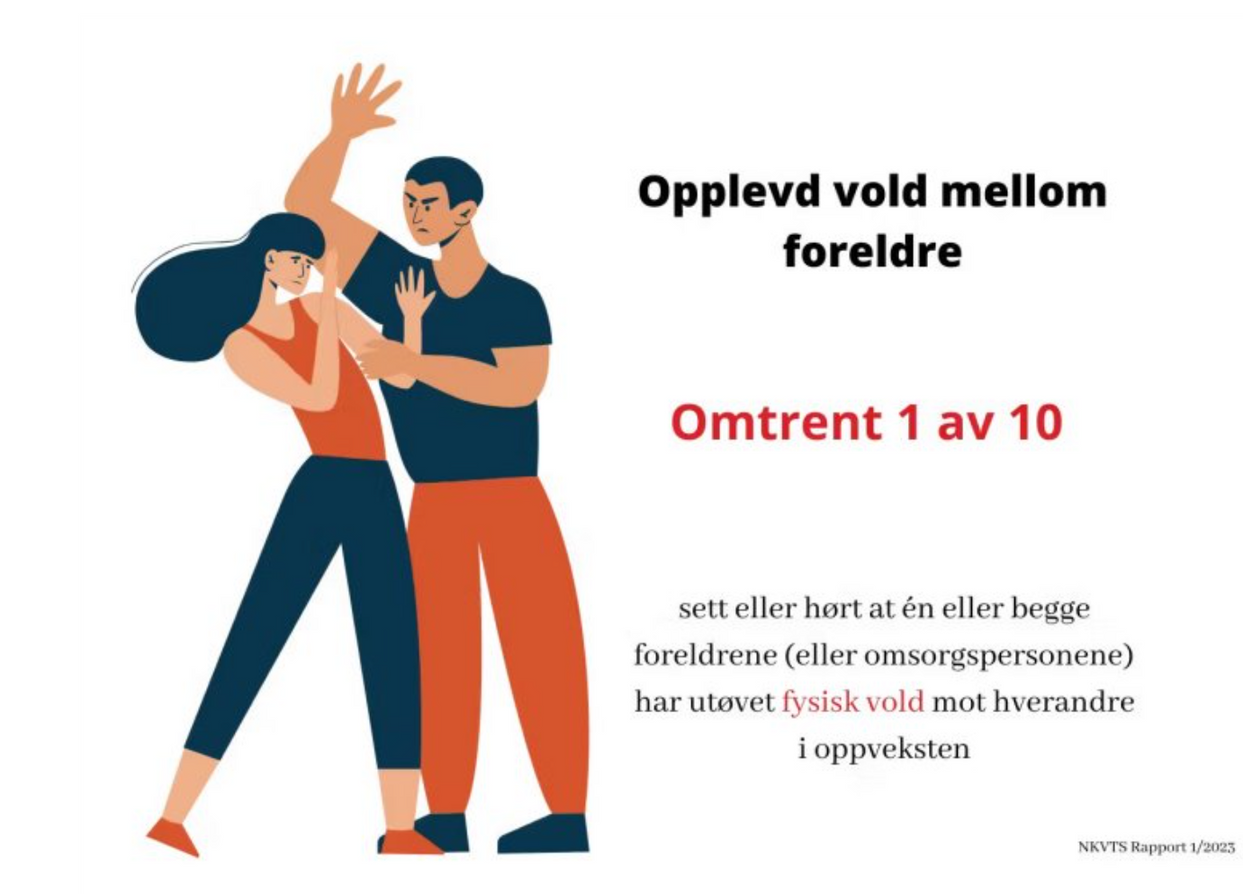 Opplevd vold mellom
foreldre
Omtrent 1 av 10
sett eller hørt at én eller begge
foreldrene (eller omsorgspersonene)
har utøvet fysisk vold mot hverandre
i oppveksten
NKVTS Rapport 1/2023